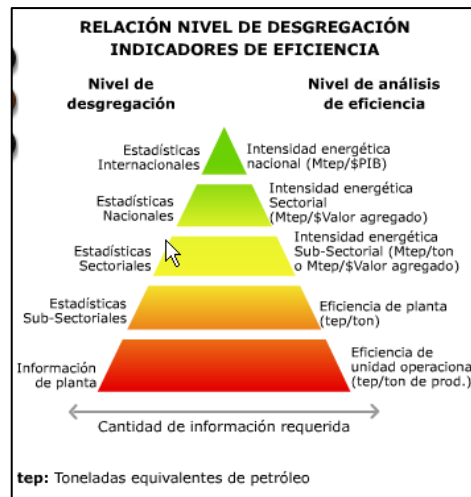 RELACIÓN NIVEL DE DESGREGACIÓN
INDICADORES DE EFICIENCIA
Nivel de
desgregación
Nivel de análisis
de eficiencia
Estadísticas
Internacionales
Intensidad energética
nacional (Mtep/$PIB)
Estadísticas
Nacionales
Intensidad energética
Sectorial
(Mtep/$Valor agregado)
Estadísticas
Sectoriales
Intensidad energética
Sub-Sectorial (Mtep/ton
o Mtep/$Valor agregado)
Estadísticas
Sub-Sectoriales
Eficiencia de planta
(tep/ton)
Información
de planta
Eficiencia de
unidad operaciona
(tep/ton de prod.)
Cantidad de información requerida
tep: Toneladas equivalentes de petróleo